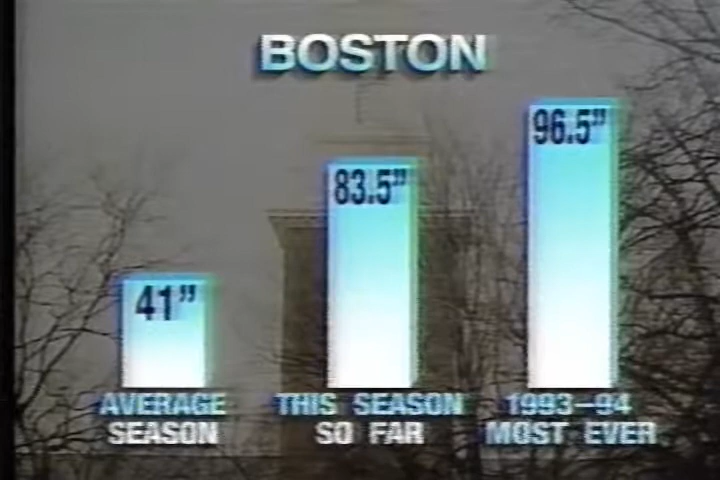 BOSTON
96.5”
83.5”
41”
AVERAGE SEASON
THIS SEASON SO FAR
1993-94 MOST EVER